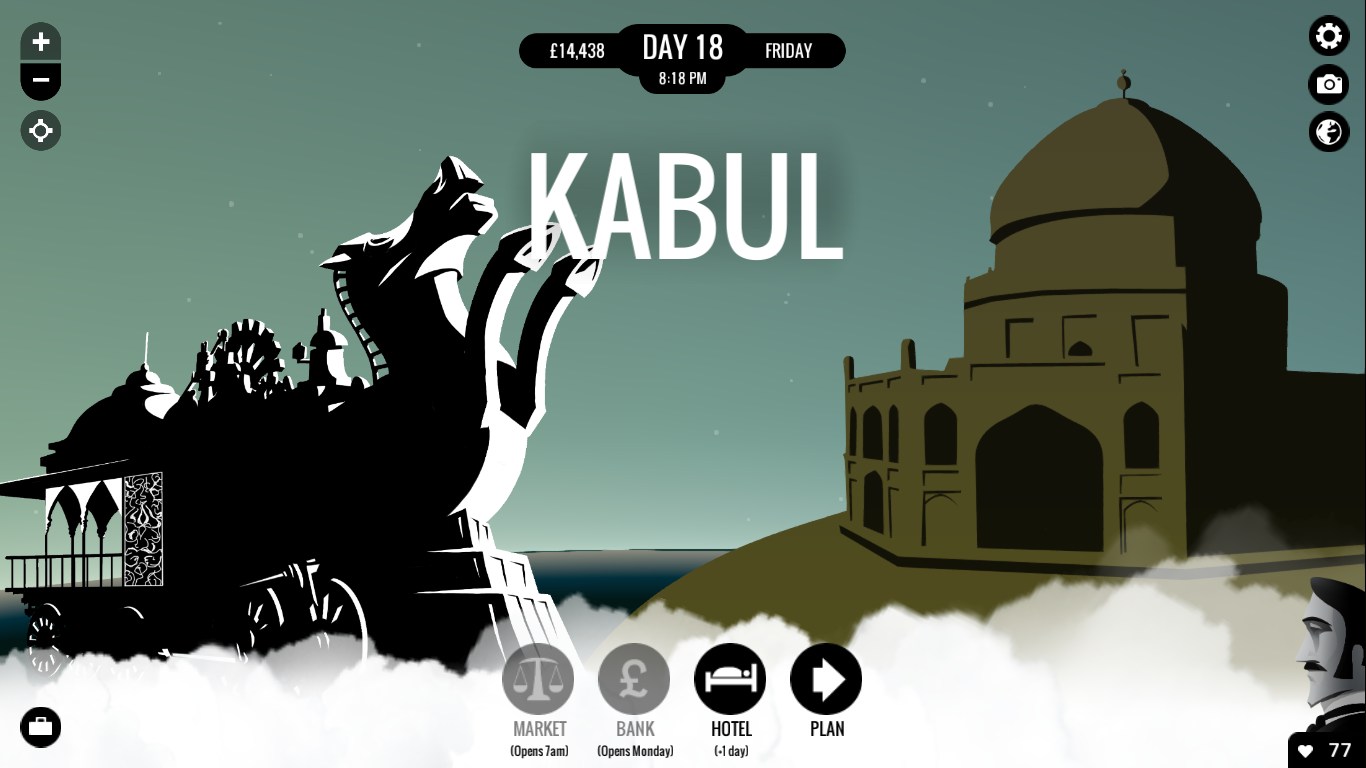 £14,438
DAY 18
FRIDAY
8:18 PM
KABUL
MARKET
(Opens 7am)
BANK
(Opens Monday)
HOTEL
(+1 day)
PLAN
77